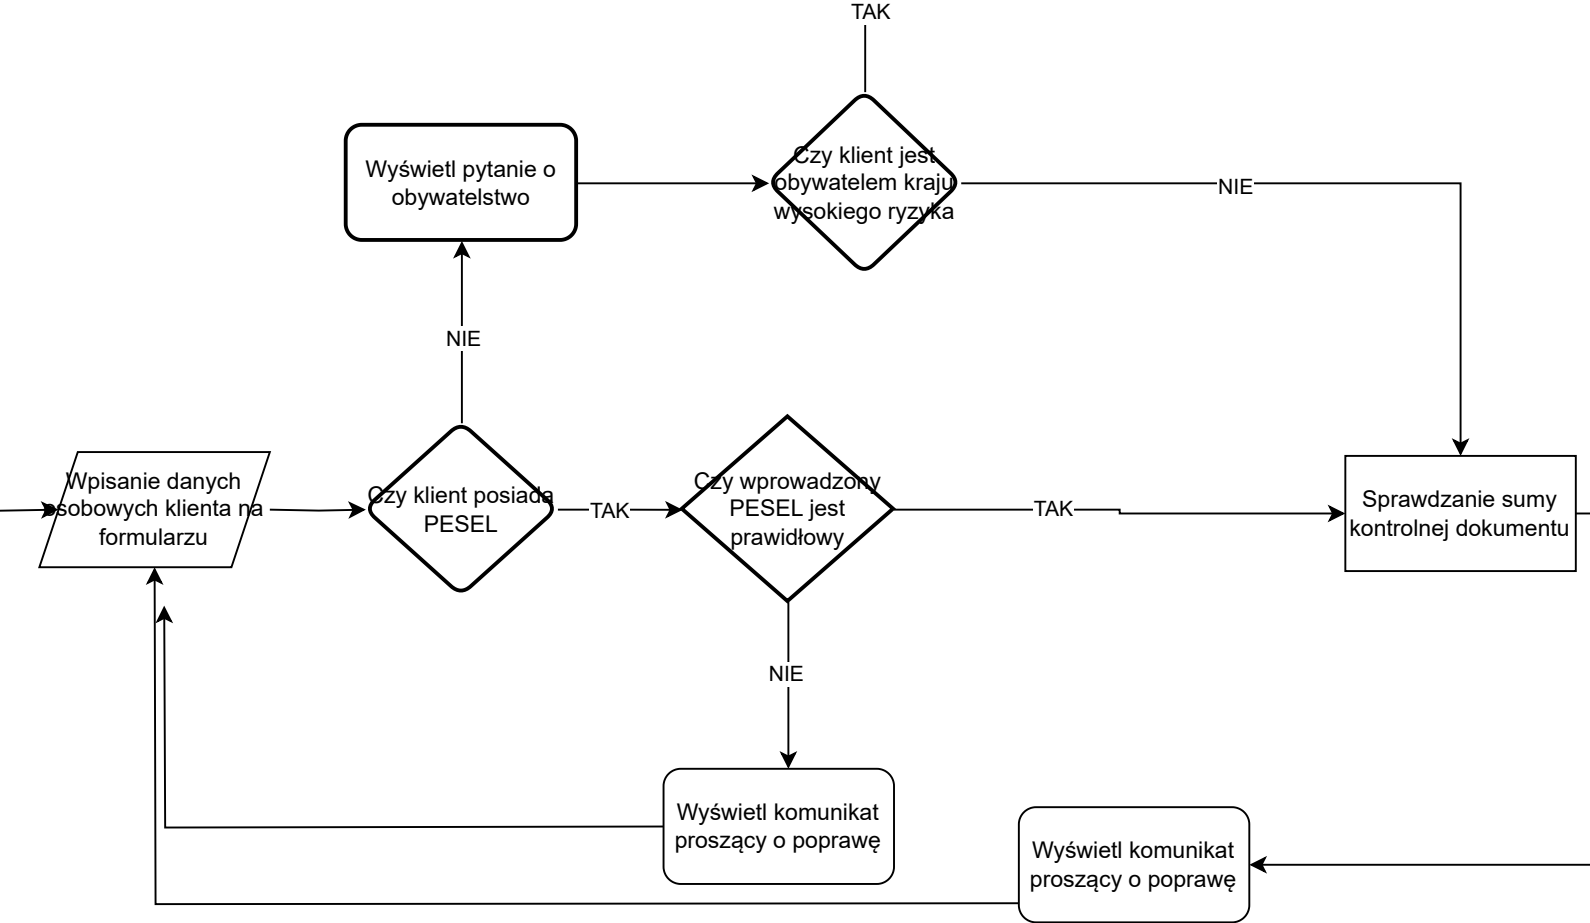 TAK
Wyświetl pytanie o
obywatelstwo
Czy klient jest
obywatelem kraju
wysokiego ryzyka
NIE
NIE
Wpisanie danych
osobowych klienta na
formularzu
Czy klient posiada
PESEL
TAK
Czy wprowadzony
PESEL jest
prawidłowy
TAK
Sprawdzanie sumy
kontrolnej dokumentu
NIE
Wyświetl komunikat
proszący o poprawę
Wyświetl komunikat
proszący o poprawę